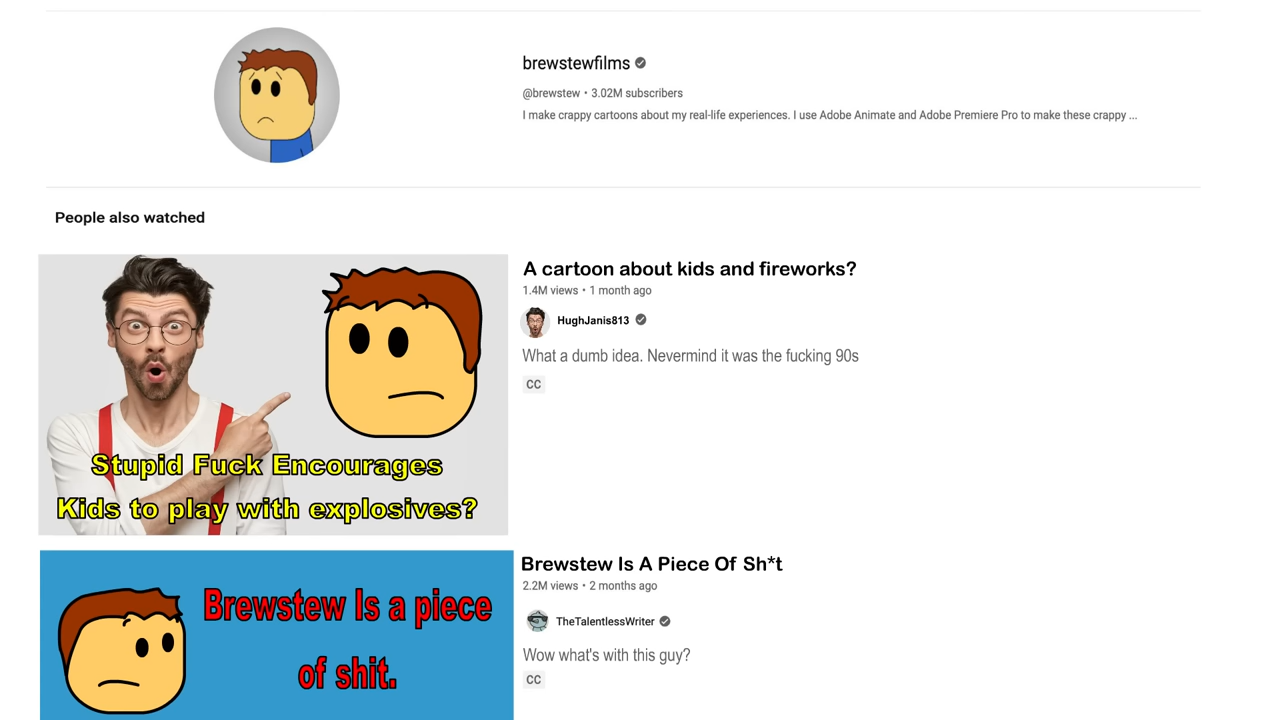 brewstewfilms
@brewstew • 3.02M subscribers
I make crappy cartoons about my real-life experiences. I use Adobe Animate and Adobe Premiere Pro to make these crappy ...
People also watched
Stupid Fuck Encourages
Kids to play with explosives?
A cartoon about kids and fireworks?
1.4M views • 1 month ago
HughJanis813
What a dumb idea. Nevermind it was the fucking 90s
CC
Brewstew Is a piece
of shit.
Brewstew Is A Piece Of Sh*t
2.2M views • 2 months ago
TheTalentlessWriter
Wow what's with this guy?
CC